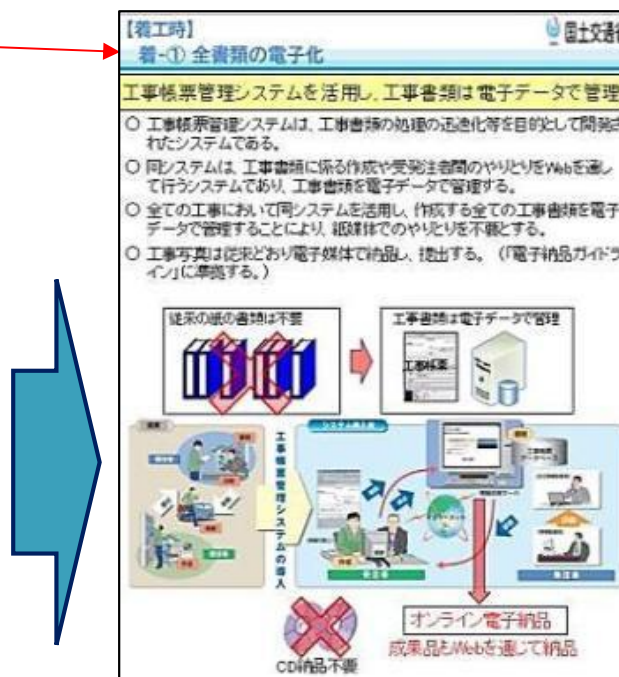 【着工時】
国土交通省
着-① 全書類の電子化
工事帳票管理システムを活用し、工事書類は電子データで管理
○ 工事帳票管理システムは、工事書類の処理の迅速化等を目的として開発さ
れたシステムである。
○ 同システムは、工事書類に係る作成や受発注者間のやりとりをWebを通し
て行うシステムであり、工事書類を電子データで管理する。
○ 全ての工事において同システムを活用し、作成する全ての工事書類を電子
データで管理することにより、紙媒体でのやりとりを不要とする。
○ 工事写真は従来どおり電子媒体で納品し、提出する。（「電子納品ガイドラ
イン」に準拠する。）
従来の紙の書類は不要
工事書類は電子データで管理
工事帳票
工事帳票管理システムの導入
オンライン電子納品
成果品もWebを通じて納品
CD納品不要